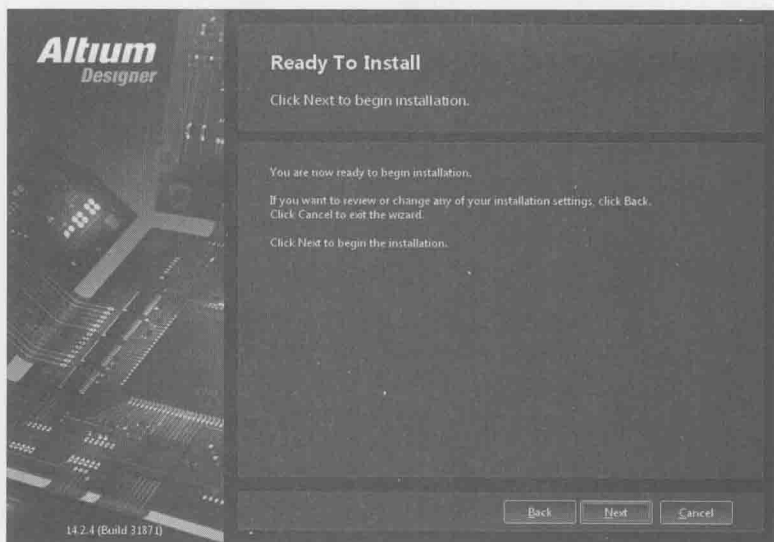 Altium
Designer
Ready To Install
Click Next to begin installation.
You are now ready to begin installation.
If you want to review or change any of your installation settings, click Back.
Click Cancel to exit the wizard.
Click Next to begin the installation.
Back
Next
Cancel
14.2.4 (Build 31871)